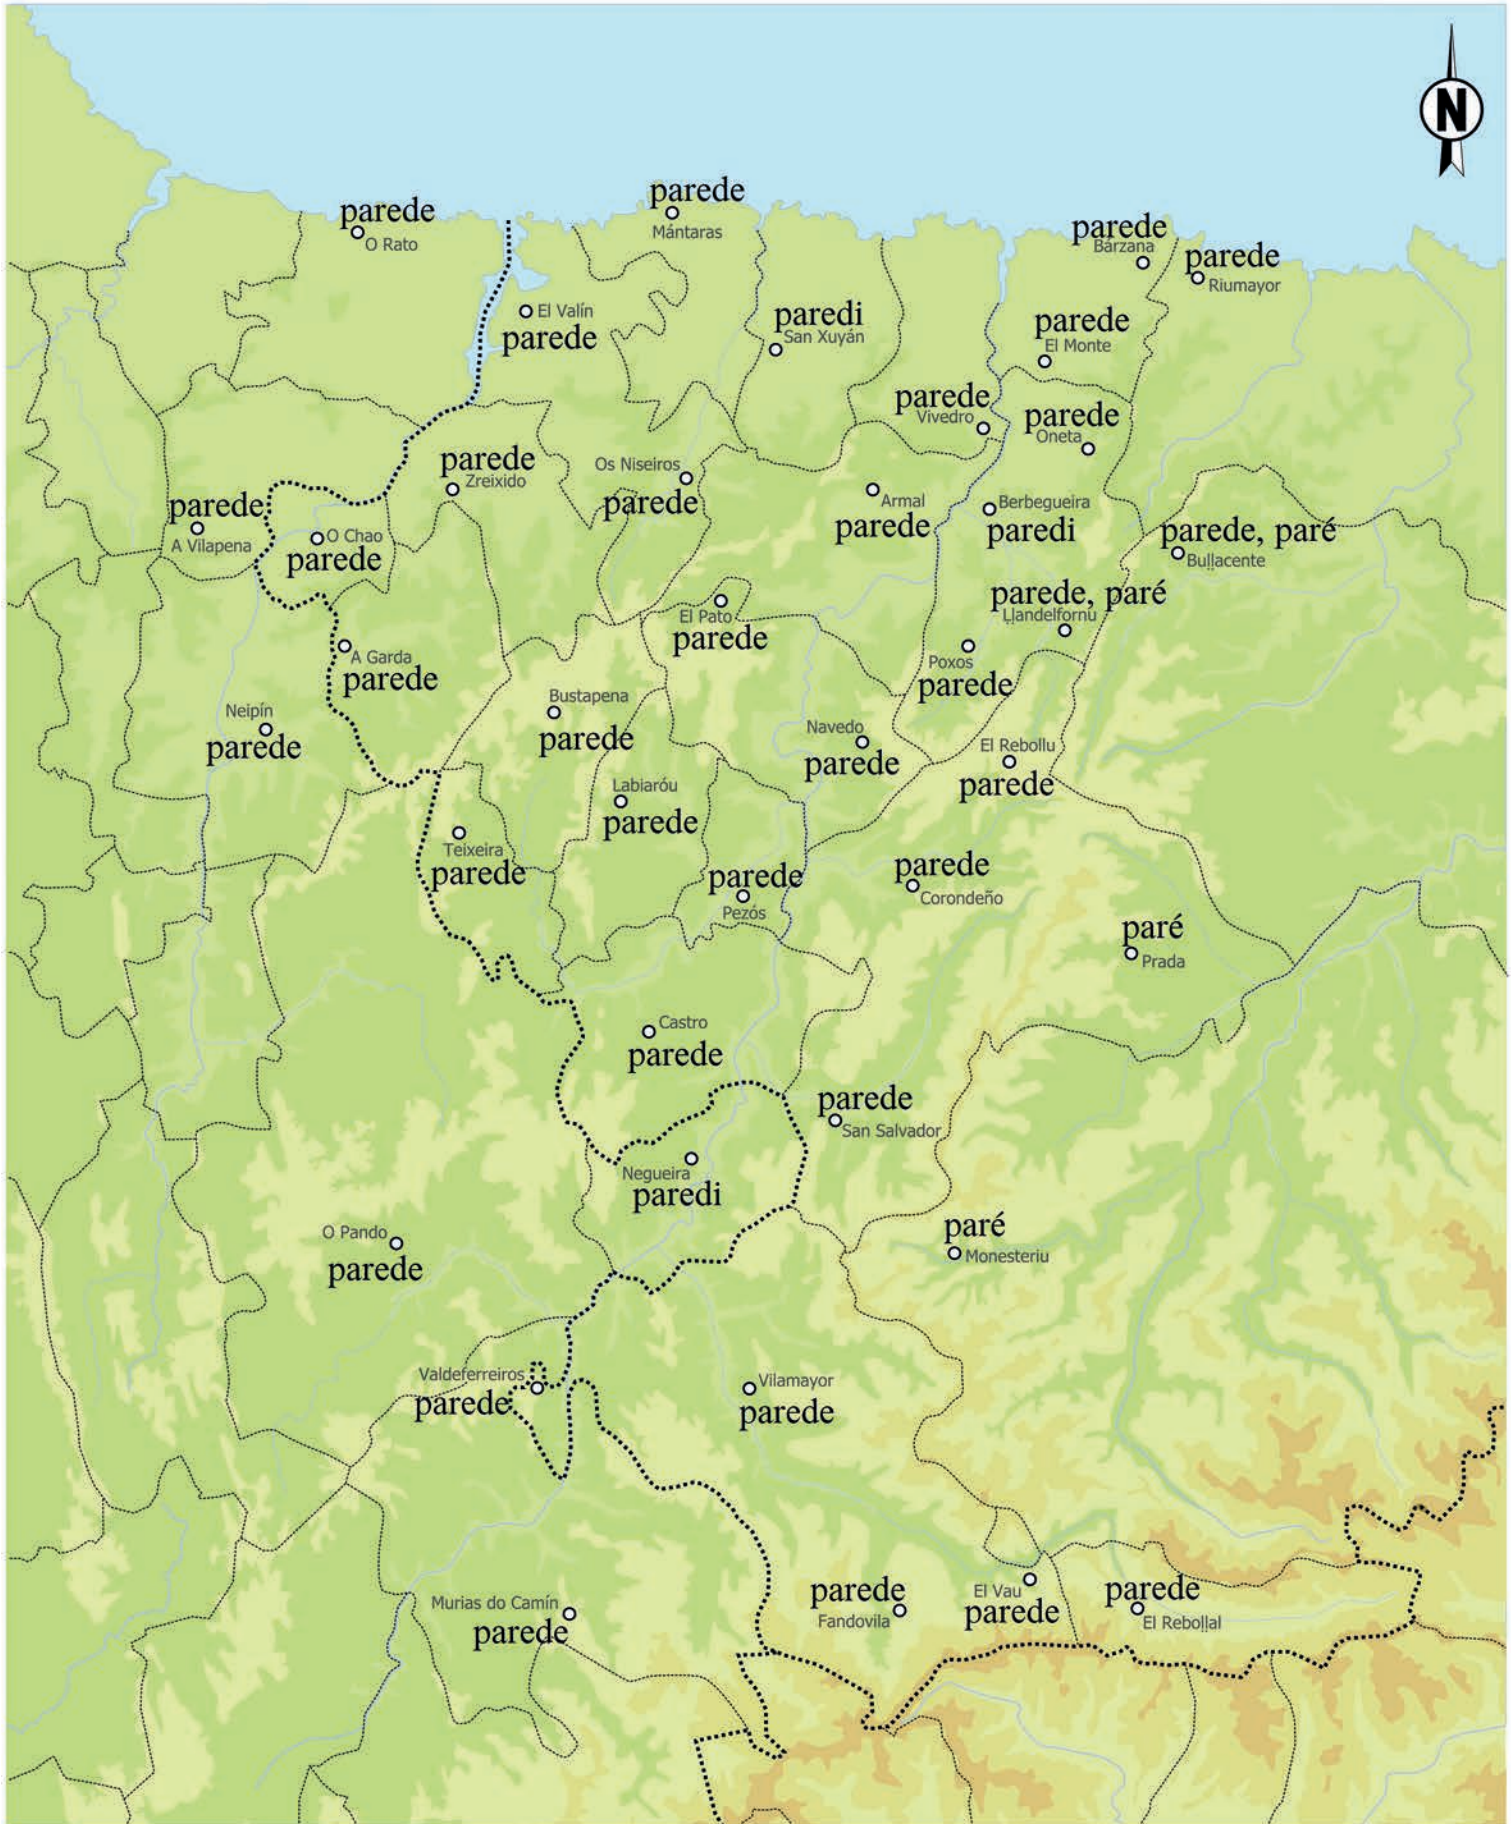 N
parede
Mántaras
parede
O Rato
parede
Bárzana
parede
Riumayor
El Valín
parede
paredi
San Xuyán
parede
El Monte
parede
Vivedro
parede
Oneta
parede
Zreixido
Os Niseiros
parede
Armal
parede
Berbegueira
paredi
parede
A Vilapena
O Chao
parede
parede, paré
Buḷḷacente
parede, paré
Ḷḷandelfornu
El Pato
parede
A Garda
parede
Poxos
parede
Neipín
parede
Bustapena
parede
Navedo
parede
El Rebollu
parede
Labiaróu
parede
Teixeira
parede
parede
Pezós
parede
Corondeño
paré
Prada
Castro
parede
parede
San Salvador
Negueira
paredi
O Pando
parede
paré
Monesteriu
Valdeferreiros
parede
Vilamayor
parede
Murias do Camín
parede
parede
Fandovila
El Vau
parede
parede
El Reboḷḷal